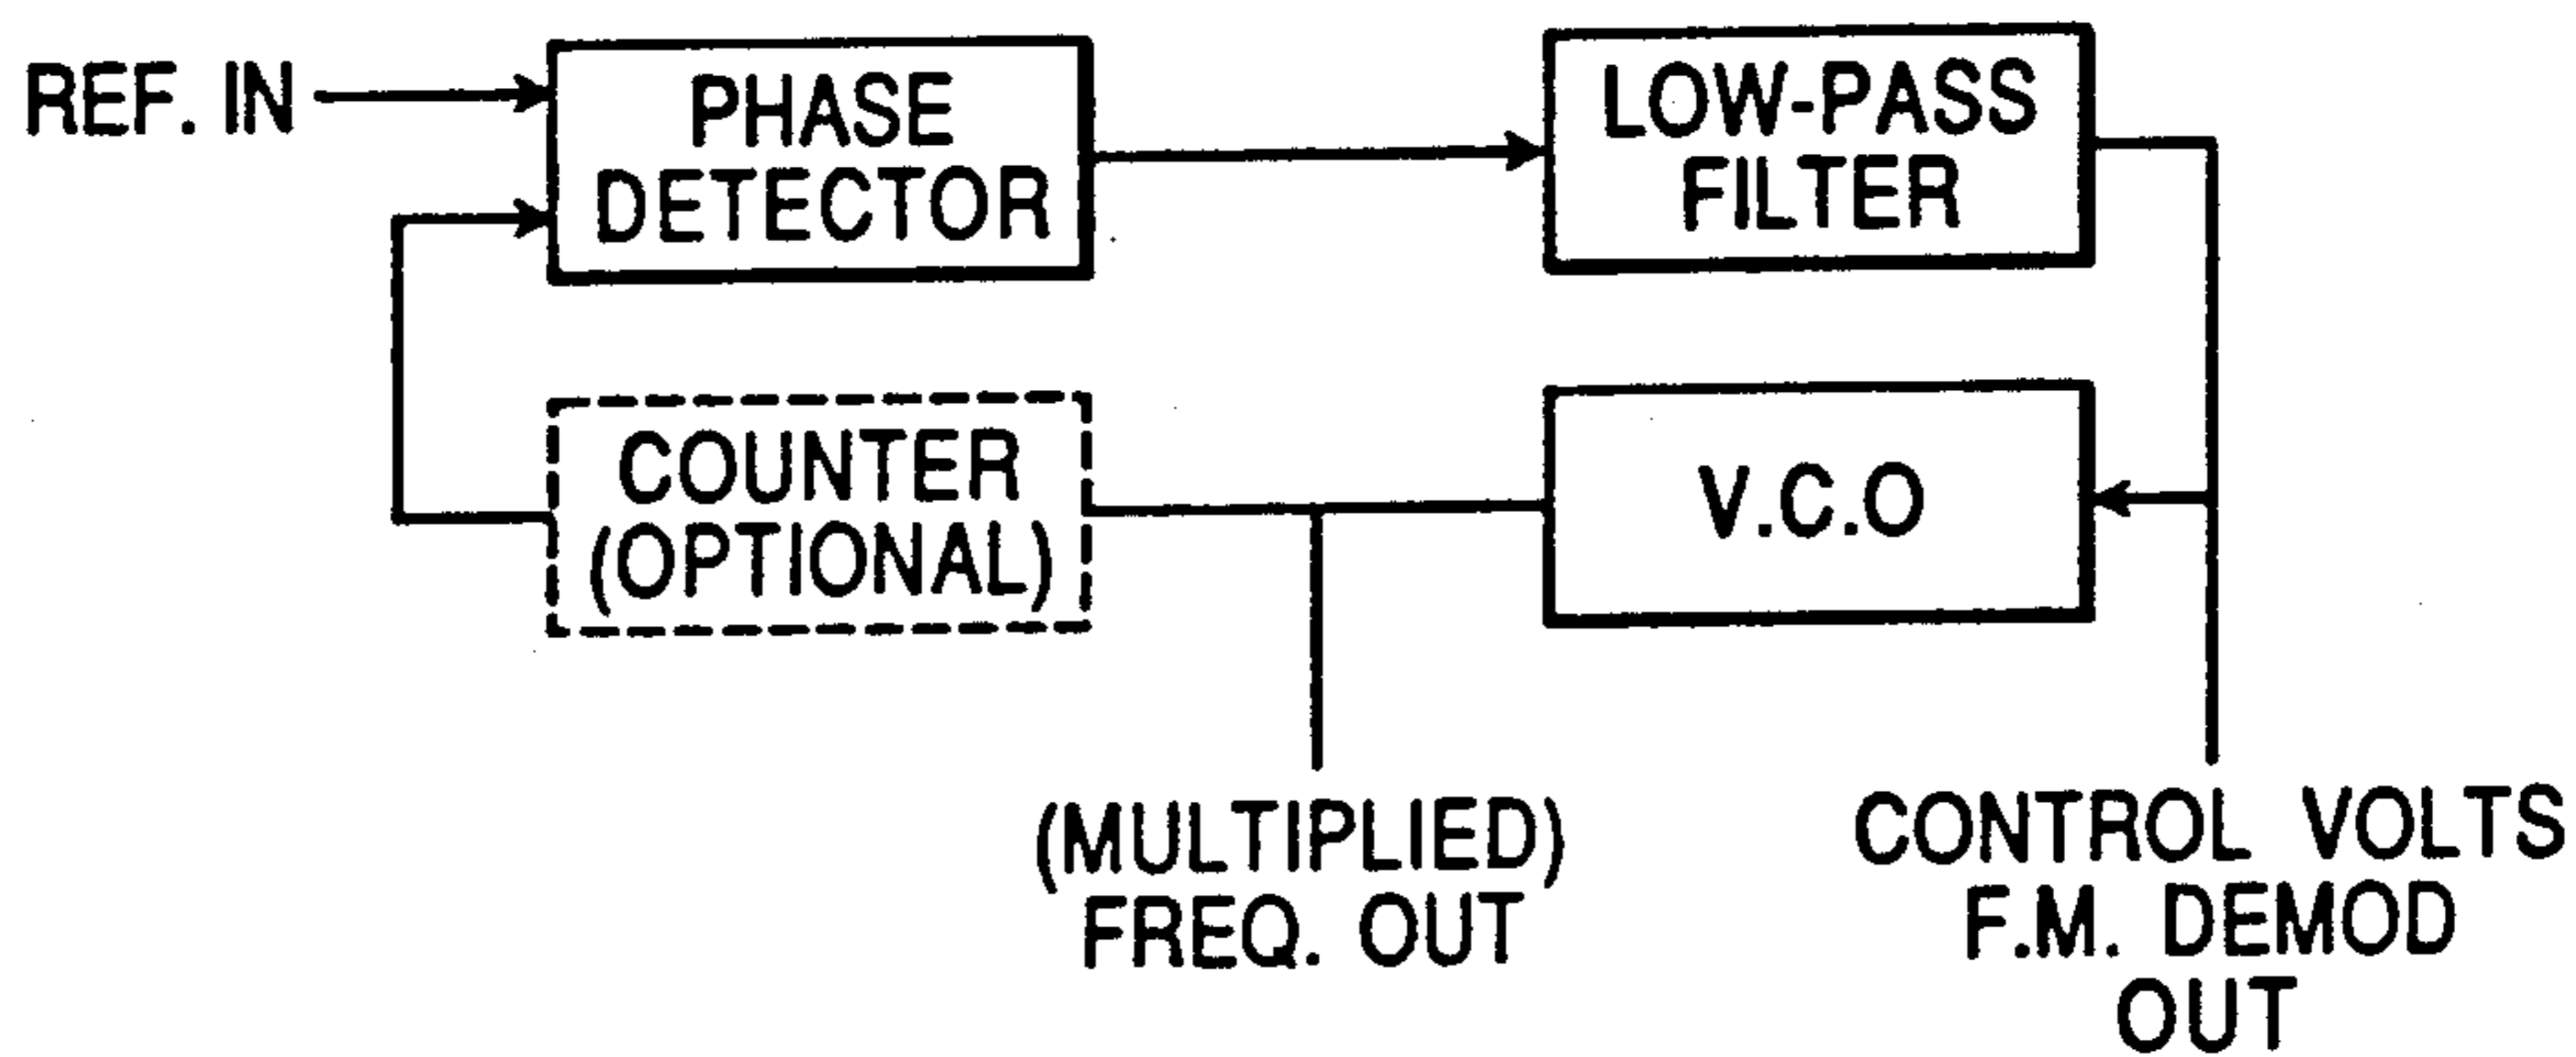 REF. IN
PHASE
DETECTOR
LOW-PASS
FILTER
COUNTER
(OPTIONAL)
V.C.O
(MULTIPLIED)
FREQ. OUT
CONTROL VOLTS
F.M. DEMOD
OUT